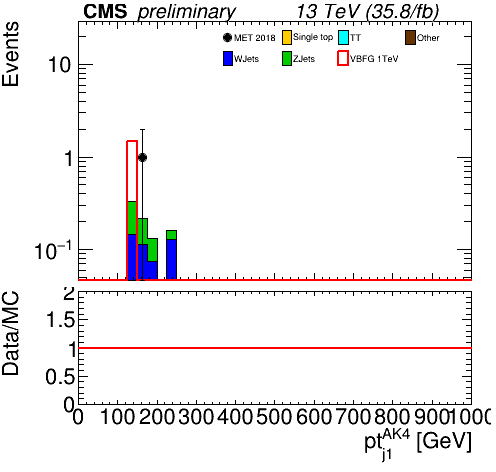 CMS preliminary 13 TeV (35.8/fb)
Events
MET 2018 Single top TT Other
WJets ZJets VBFG 1TeV
10
1
10⁻¹
Data/MC
2
1.5
1
0.5
0
0 100 200 300 400 500 600 700 800 900 1000
pt_{j1}^{AK4} [GeV]